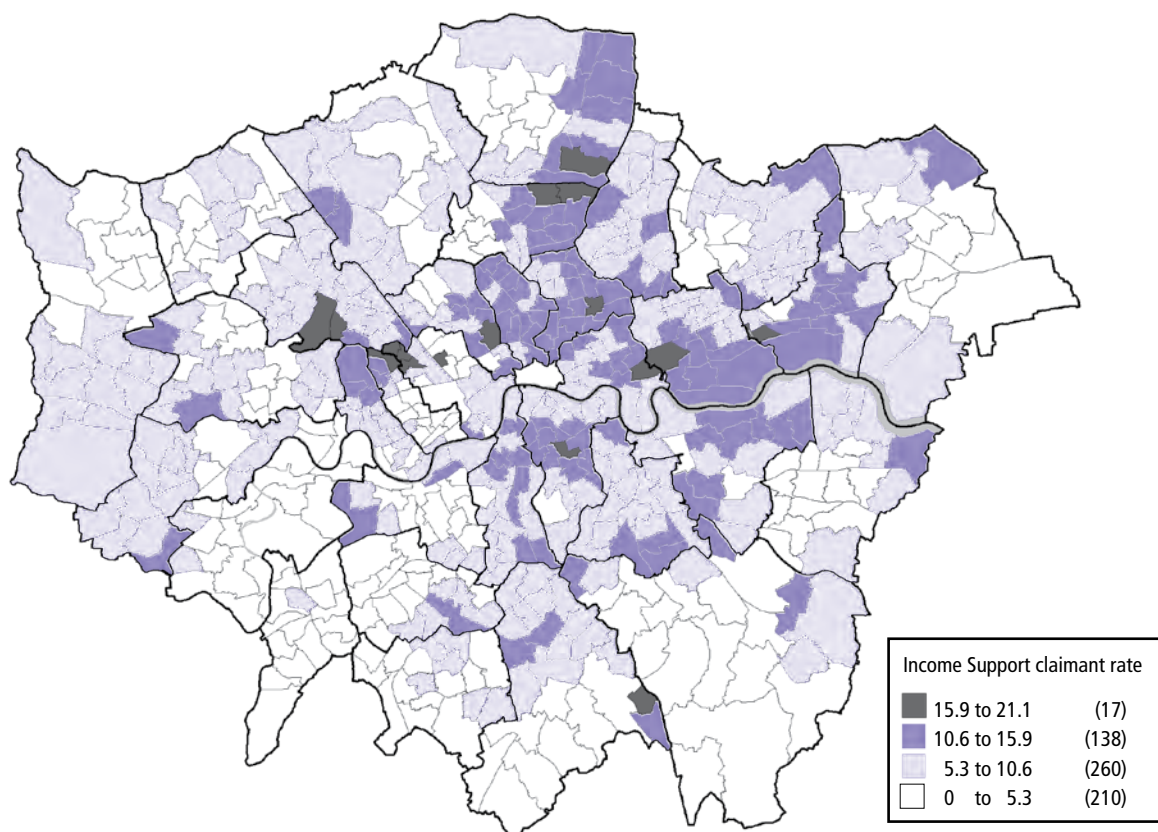 Income Support claimant rate
15.9 to 21.1 (17)
10.6 to 15.9 (138)
5.3 to 10.6 (260)
0 to 5.3 (210)